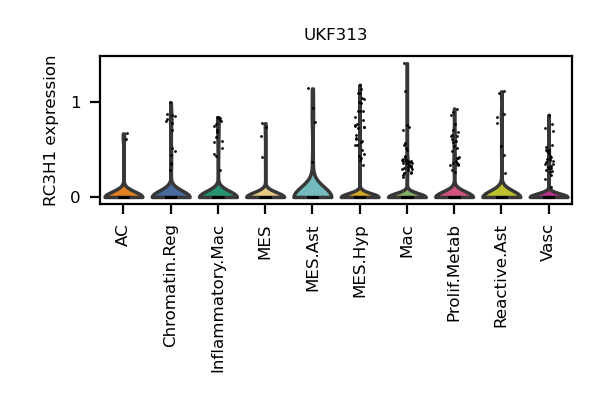 UKF313
RC3H1 expression
1
0
AC
Chromatin.Reg
Inflammatory.Mac
MES
MES.Ast
MES.Hyp
Mac
Prolif.Metab
Reactive.Ast
Vasc